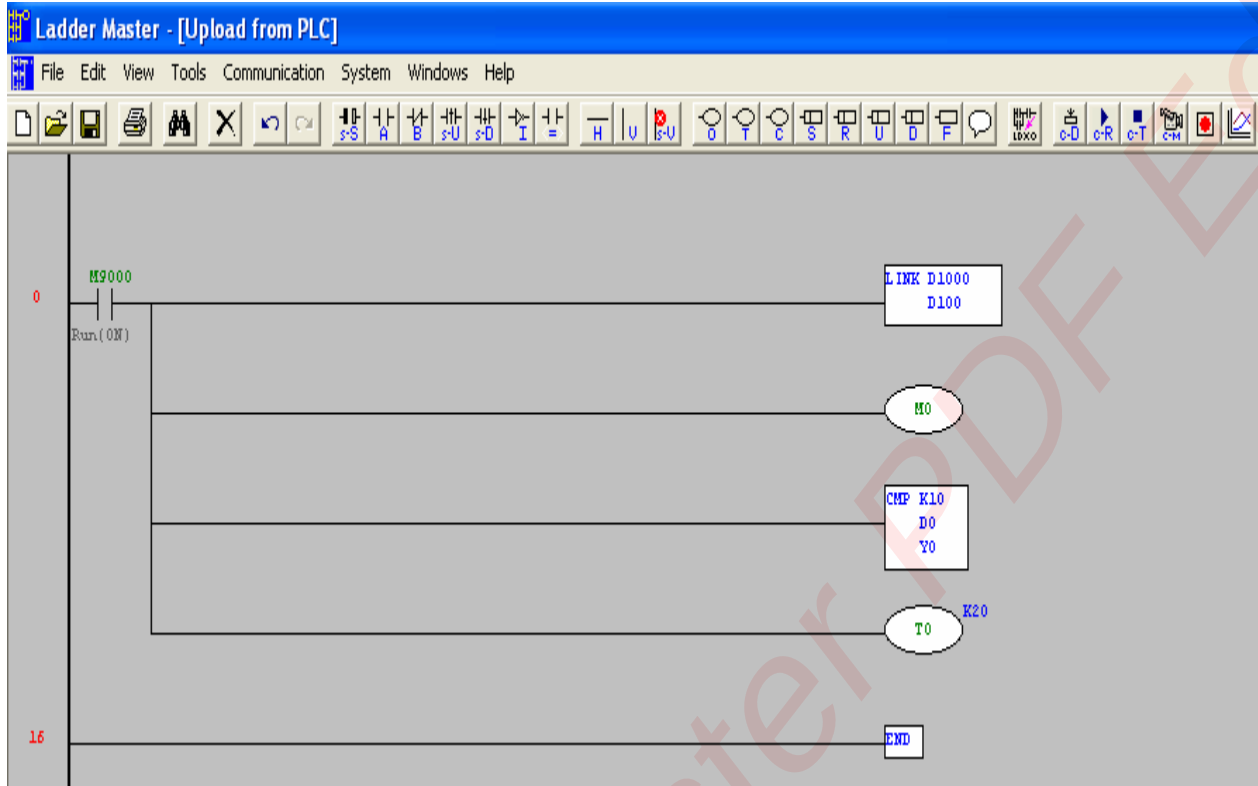 Ladder Master - [Upload from PLC]
File Edit View Tools Communication System Windows Help
s-S A B s-U s-D I = H V s-V O T C S R U D F LDX0 c-D c-R c-T c-M
M9000
0
Run(ON)
LINK D1000
D100
M0
CMP K10
D0
Y0
K20
T0
16
END